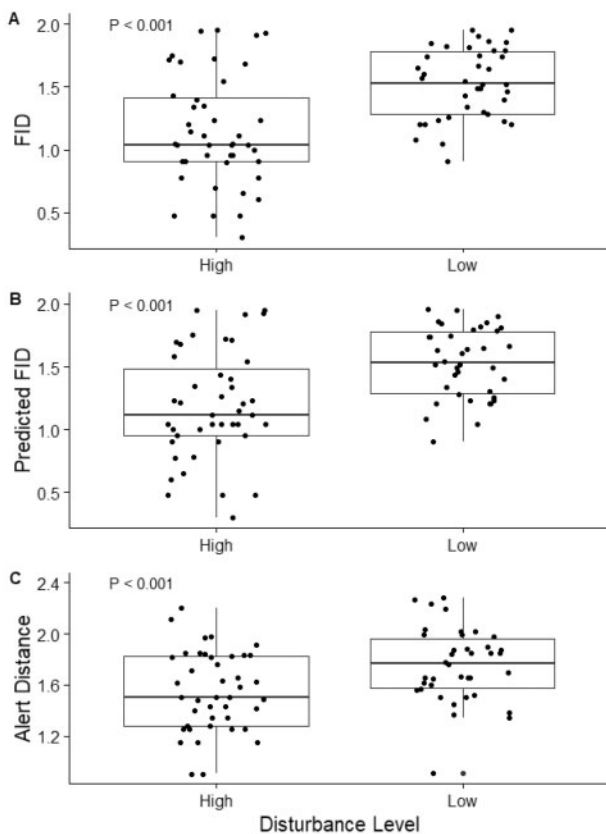 A
P < 0.001
2.0
1.5
1.0
0.5
FID
High
Low
B
P < 0.001
2.0
1.5
1.0
0.5
Predicted FID
High
Low
C
P < 0.001
2.4
2.0
1.6
1.2
Alert Distance
High
Low
Disturbance Level